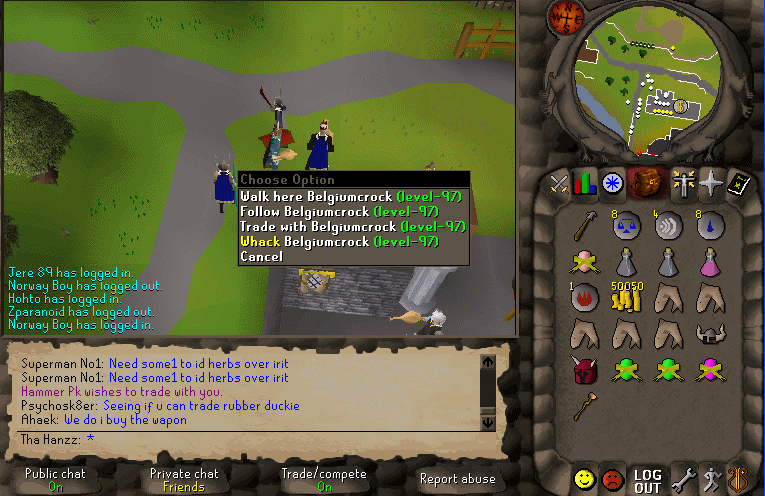 N
W E
S
Choose Option
Walk here Belgiumcrock (level-97)
Follow Belgiumcrock (level-97)
Trade with Belgiumcrock (level-97)
Whack Belgiumcrock (level-97)
Cancel
Jere 89 has logged in.
Norway Boy has logged out.
Hohto has logged in.
Zparanoid has logged out.
Norway Boy has logged in.
8 4 8
1 50050
Superman No1: Need some1 to id herbs over irit
Superman No1: Need some1 to id herbs over irit
Hammer Pk wishes to trade with you.
Psychosk8er: Seeing if u can trade rubber duckie
Ahaek: We do i buy the wapon
Tha Hanzz: *
Public chat
On
Private chat
Friends
Trade/compete
On
Report abuse
LOG
OUT